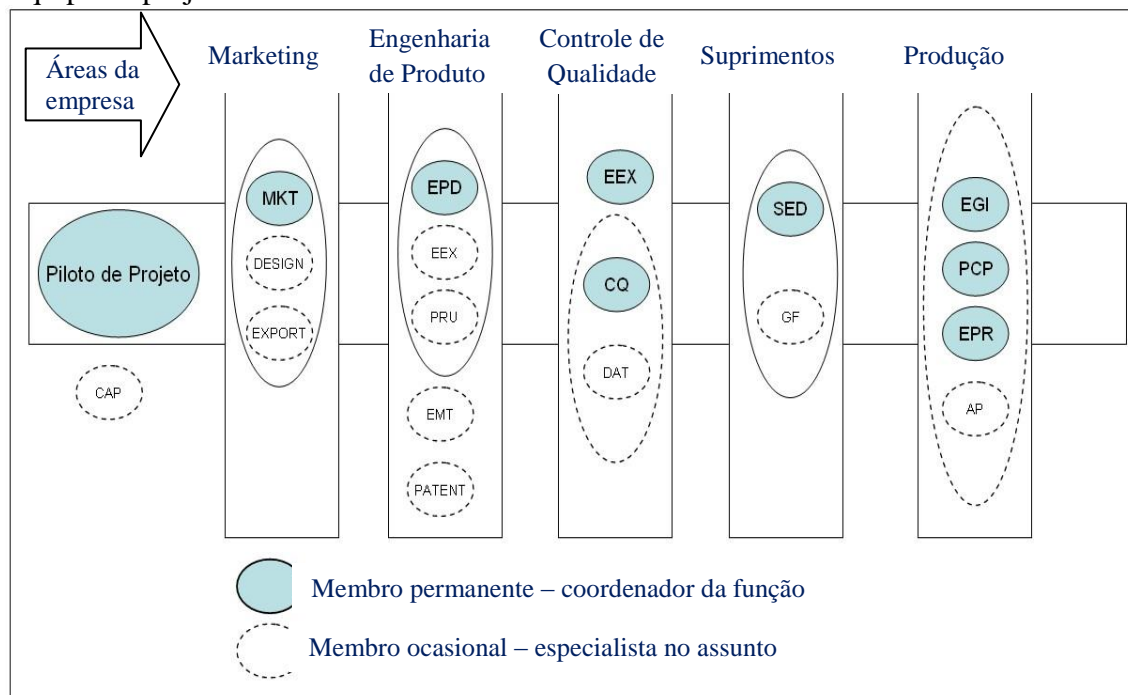 Áreas da
empresa
Marketing
Engenharia
de Produto
Controle de
Qualidade
Suprimentos
Produção
Piloto de Projeto
CAP
MKT
DESIGN
EXPORT
EPD
EEX
PRU
EMT
PATENT
EEX
CQ
DAT
SED
GF
EGI
PCP
EPR
AP
Membro permanente – coordenador da função
Membro ocasional – especialista no assunto